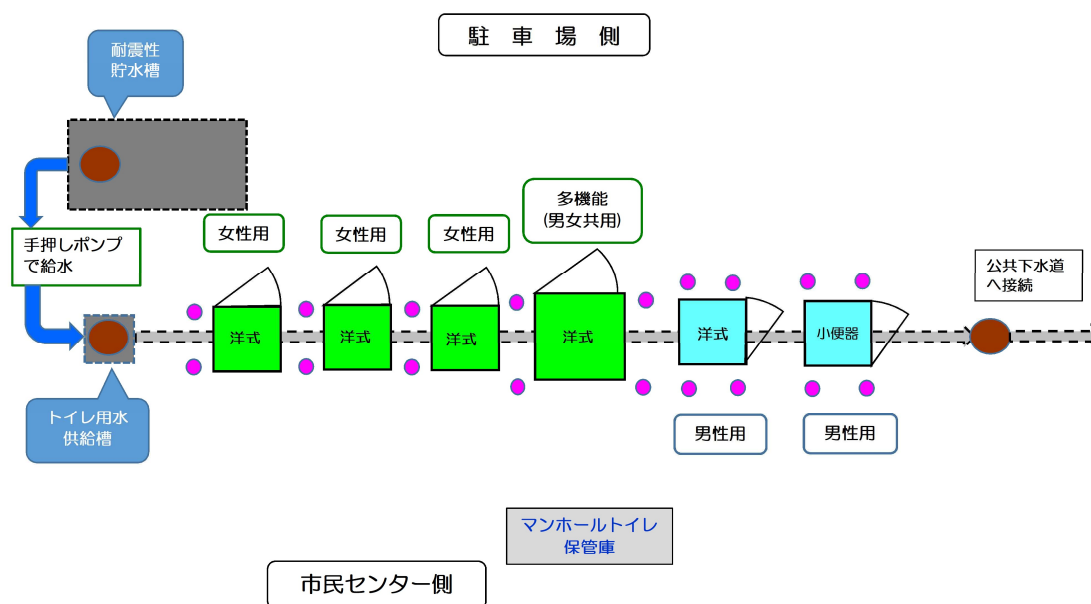 駐車場側
耐震性
貯水槽
多機能
(男女共用)
女性用
女性用
女性用
手押しポンプ
で給水
公共下水道
へ接続
洋式
洋式
洋式
洋式
洋式
小便器
トイレ用水
供給槽
男性用
男性用
マンホールトイレ
保管庫
市民センター側